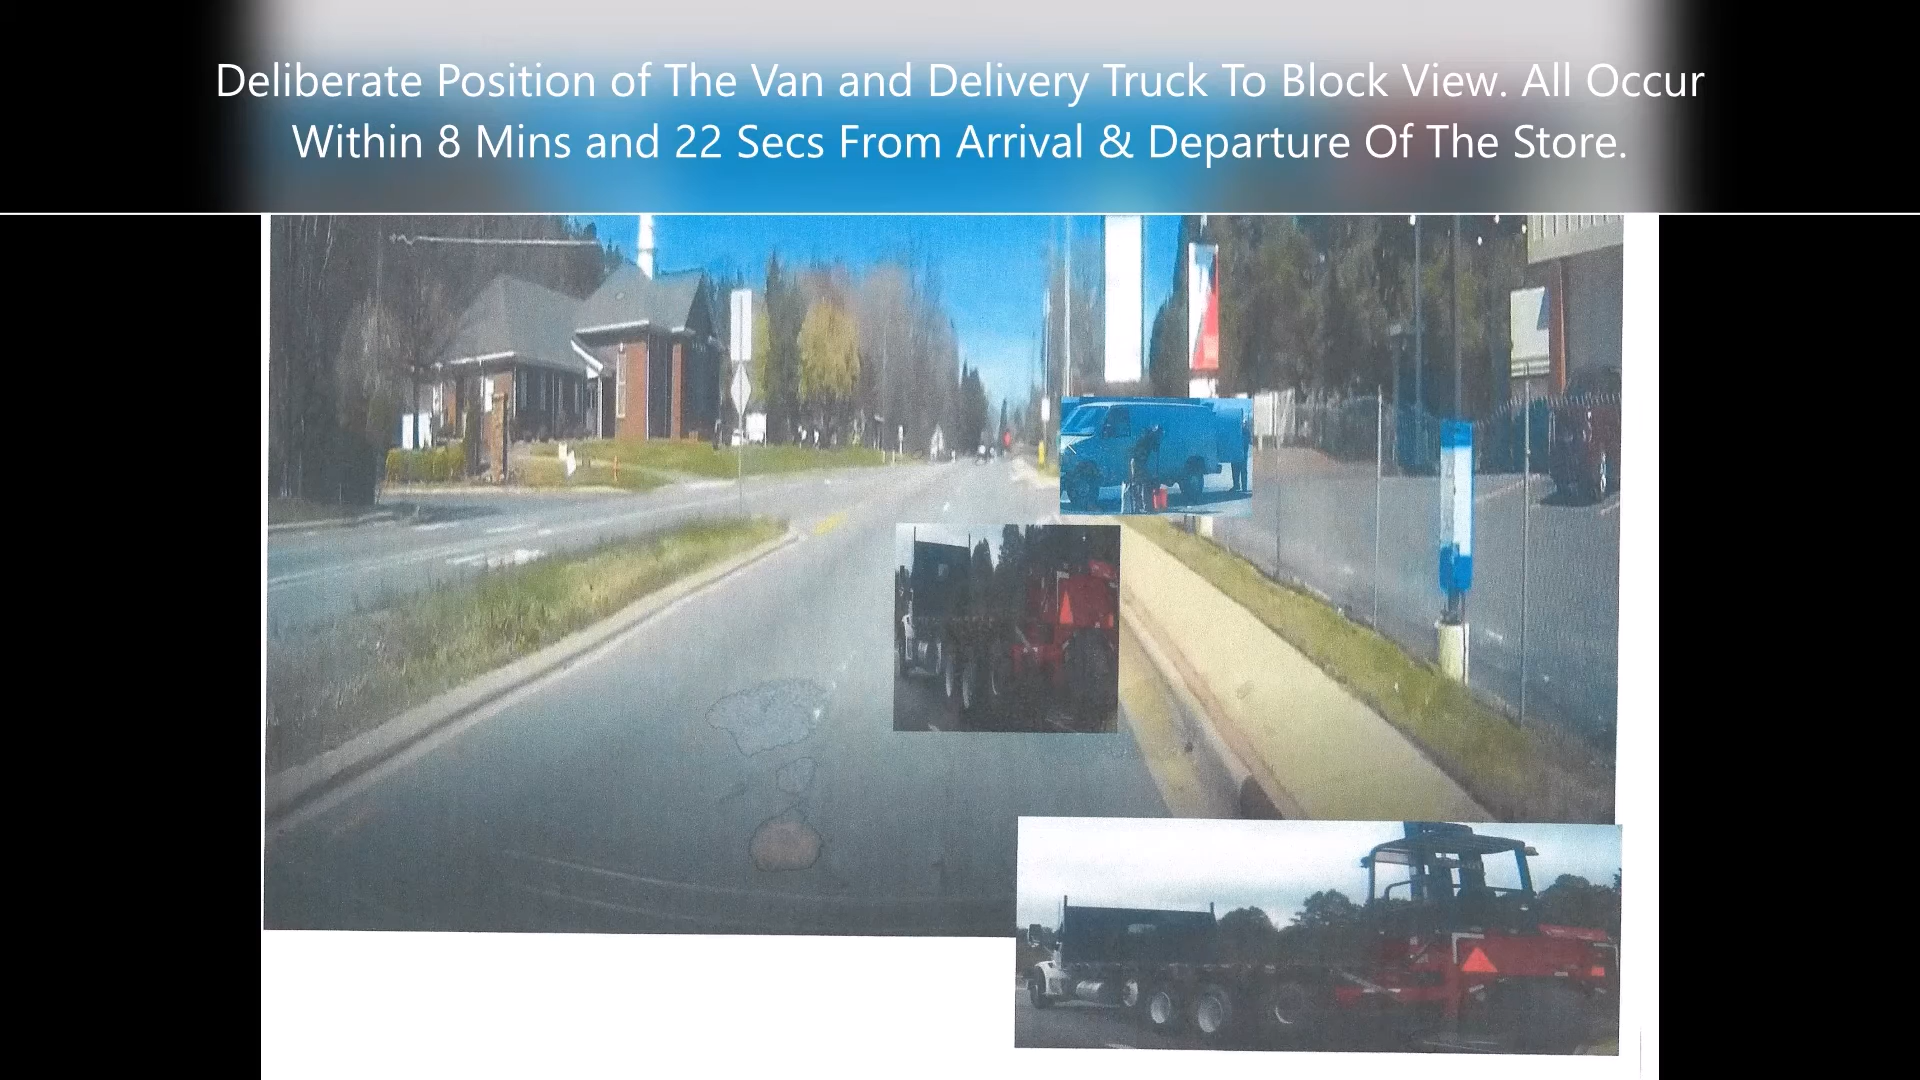 Deliberate Position of The Van and Delivery Truck To Block View. All Occur
Within 8 Mins and 22 Secs From Arrival & Departure Of The Store.